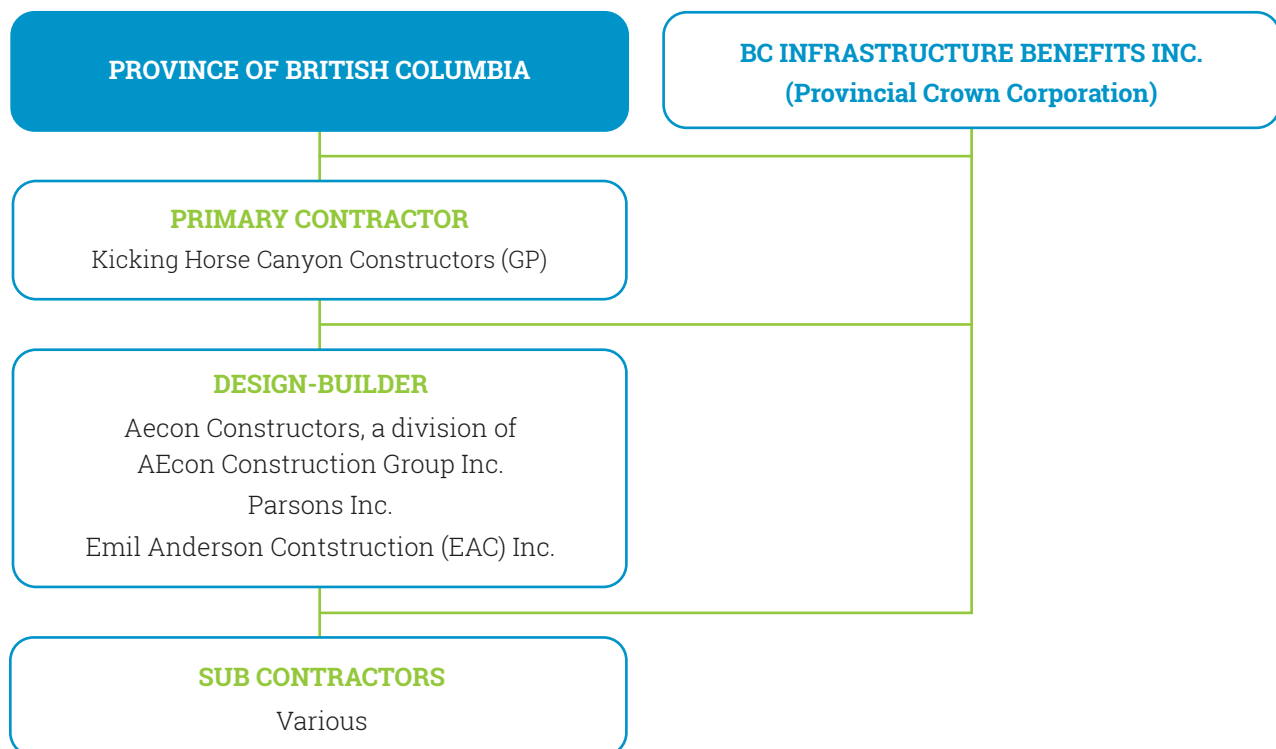 PROVINCE OF BRITISH COLUMBIA
BC INFRASTRUCTURE BENEFITS INC.
(Provincial Crown Corporation)
PRIMARY CONTRACTOR
Kicking Horse Canyon Constructors (GP)
DESIGN-BUILDER
Aecon Constructors, a division of
AEcon Construction Group Inc.
Parsons Inc.
Emil Anderson Contstruction (EAC) Inc.
SUB CONTRACTORS
Various